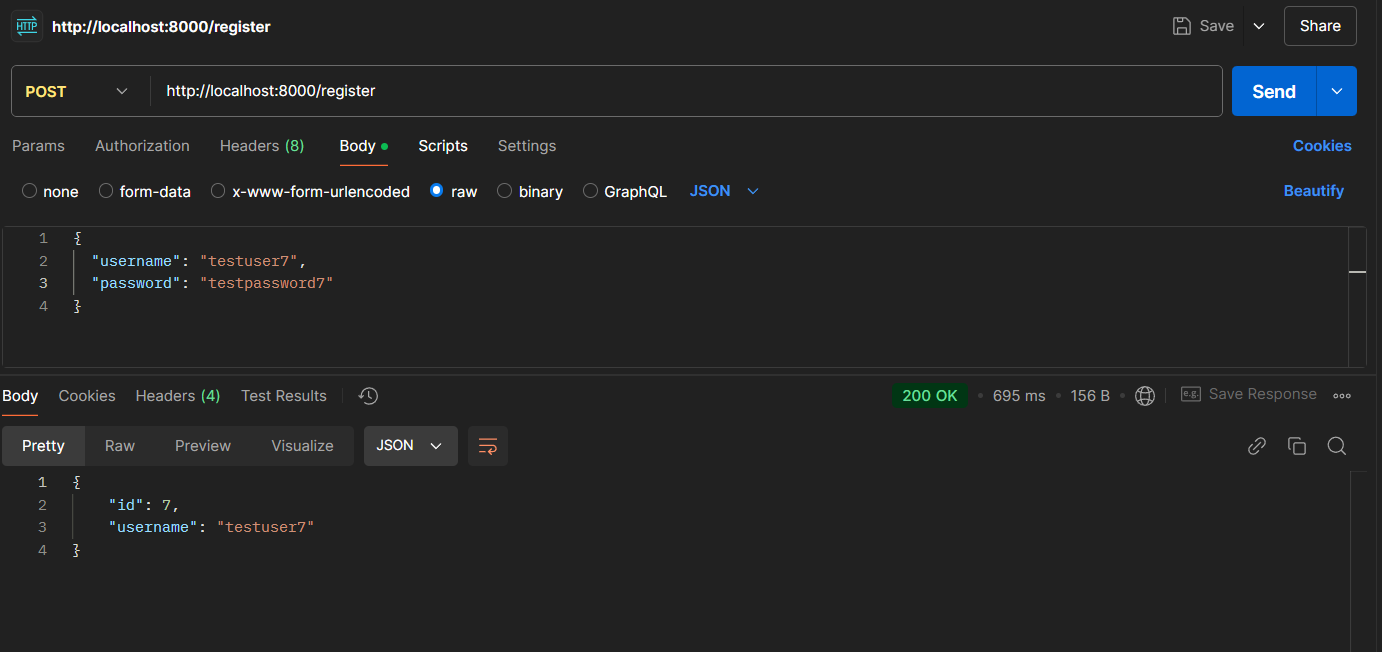 HTTP http://localhost:8000/register Save Share
POST http://localhost:8000/register Send
Params Authorization Headers (8) Body Scripts Settings Cookies
none form-data x-www-form-urlencoded raw binary GraphQL JSON Beautify
1 {
2 "username": "testuser7",
3 "password": "testpassword7"
4 }
Body Cookies Headers (4) Test Results 200 OK • 695 ms • 156 B • e.g. Save Response
Pretty Raw Preview Visualize JSON
1 {
2 "id": 7,
3 "username": "testuser7"
4 }